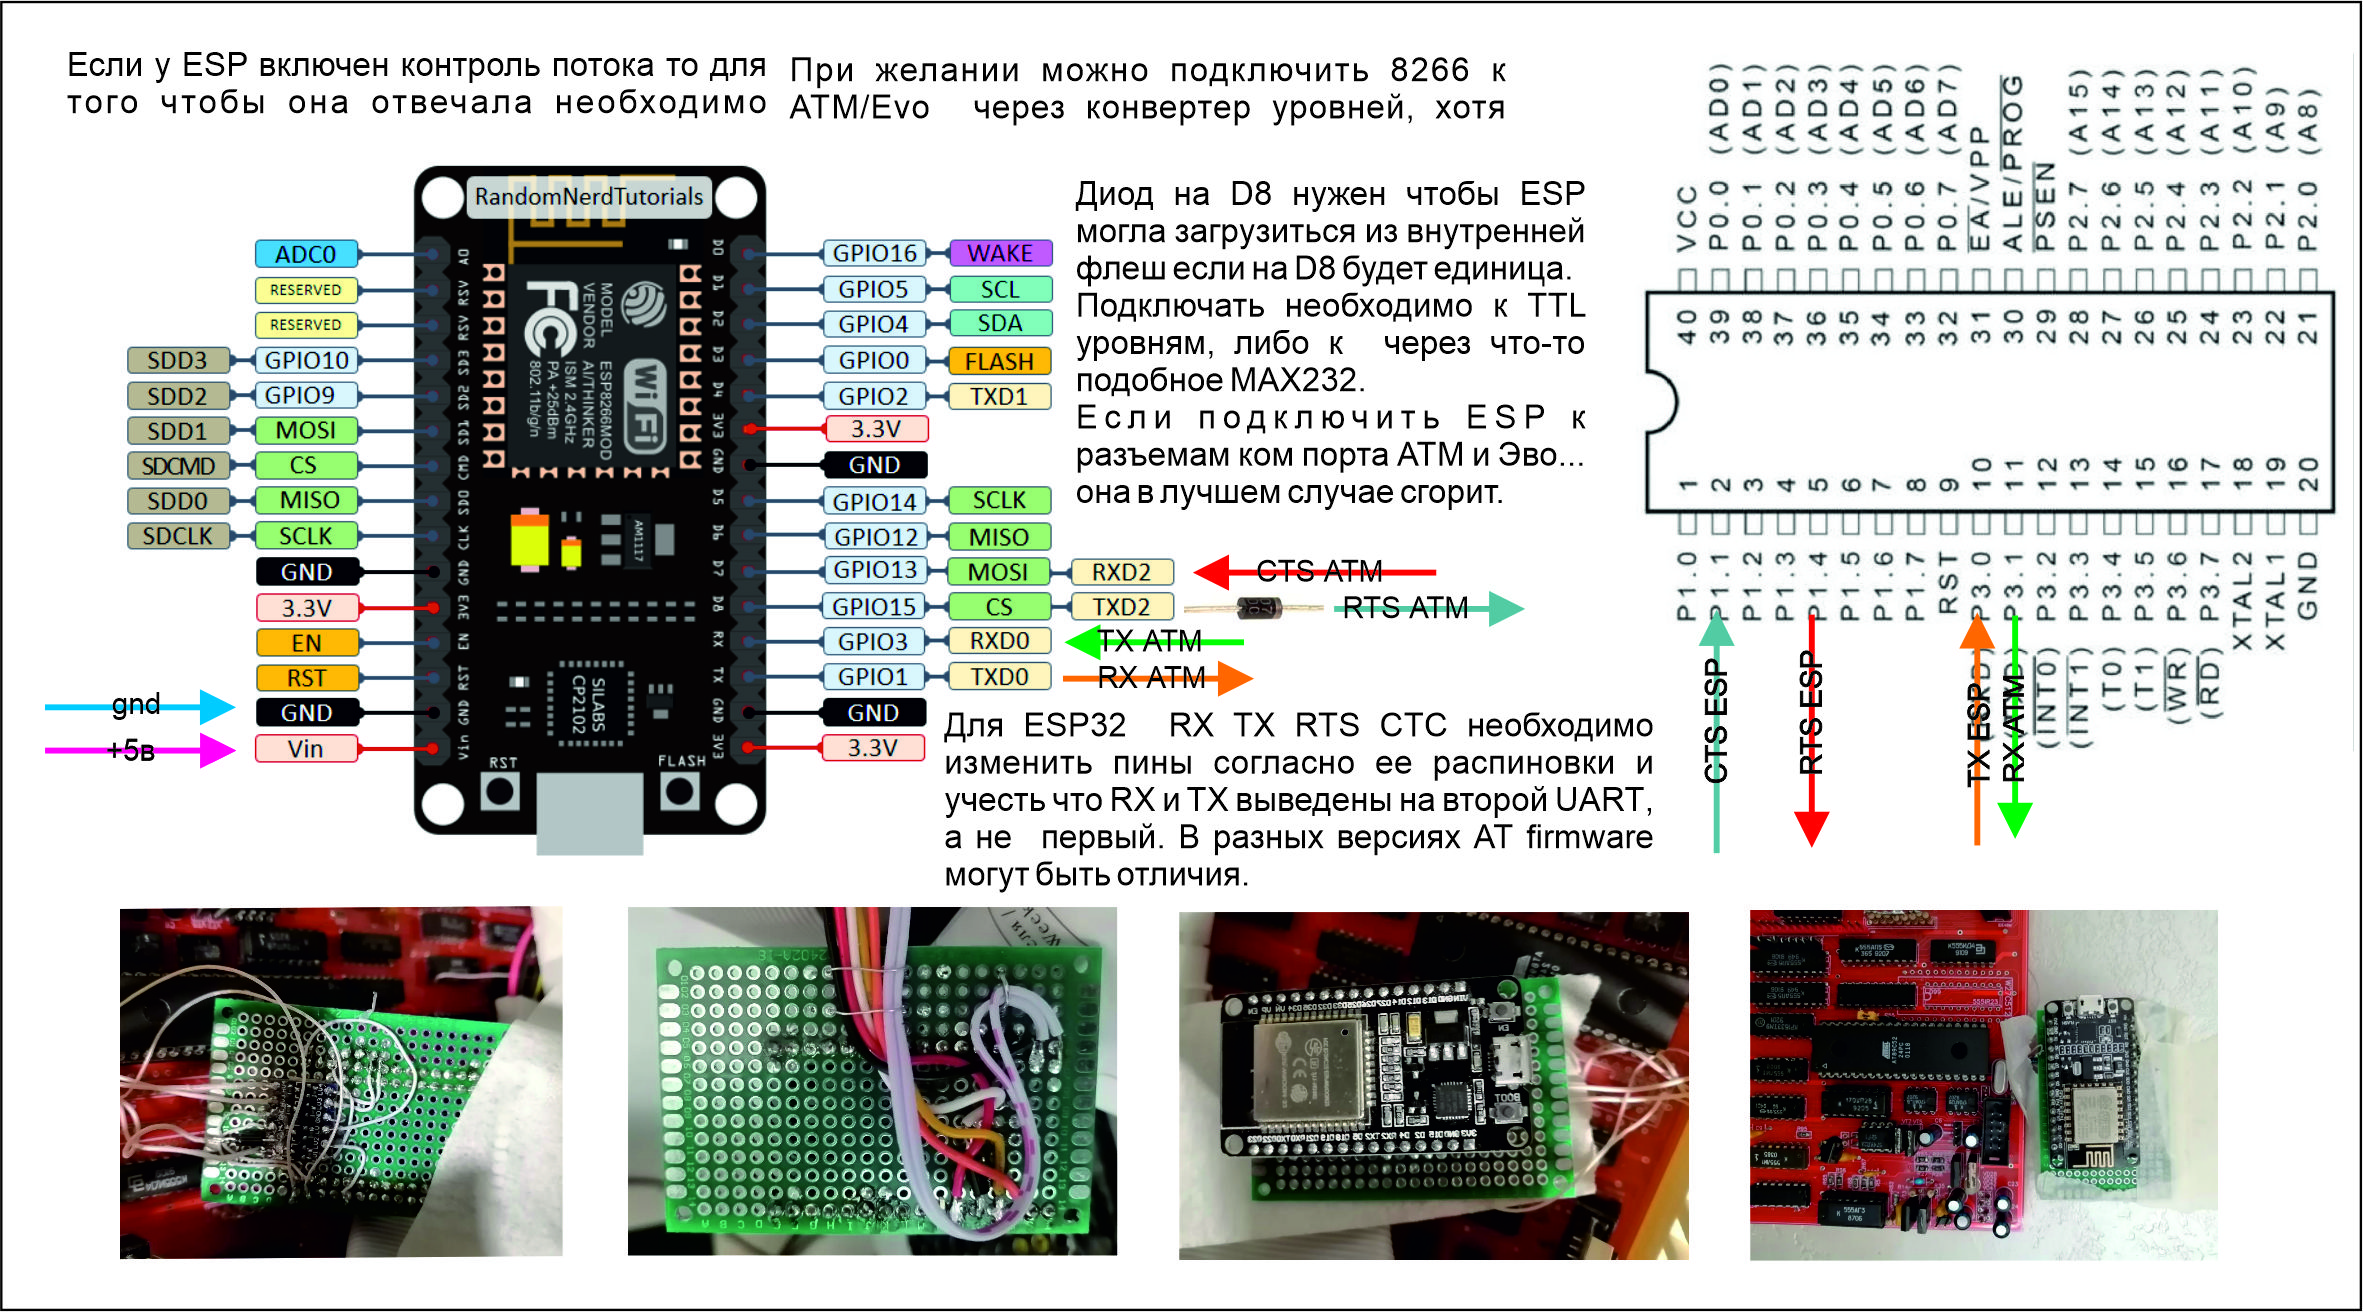 Если у ESP включен контроль потока то для
того чтобы она отвечала необходимо
При желании можно подключить 8266 к
ATM/Evo через конвертер уровней, хотя
RandomNerdTutorials
Диод на D8 нужен чтобы ESP
могла загрузиться из внутренней
флеш если на D8 будет единица.
Подключать необходимо к TTL
уровням, либо к через что-то
подобное MAX232.
Если подключить ESP к
разъемам ком порта АТМ и Эво...
она в лучшем случае сгорит.
ADC0
RESERVED
RESERVED
SDD3 GPIO10
SDD2 GPIO9
SDD1 MOSI
SDCMD CS
SDD0 MISO
SDCLK SCLK
GND
3.3V
EN
RST
gnd GND
+5в Vin
A0
RSV
RSV
SD3
SD2
SD1
CMD
SD0
CLK
GND
3V3
EN
RST
GND
Vin
MODEL
VENDOR
ESP8266MOD
AI/THINKER
ISM 2.4GHz
PA +25dBm
802.11b/g/n
FC
WiFi
AM1117
SILABS
CP2102
RST
FLASH
D0
D1
D2
D3
D4
3V3
GND
D5
D6
D7
D8
RX
TX
GND
3V3
GPIO16 WAKE
GPIO5 SCL
GPIO4 SDA
GPIO0 FLASH
GPIO2 TXD1
3.3V
GND
GPIO14 SCLK
GPIO12 MISO
GPIO13 MOSI RXD2 CTS ATM
GPIO15 CS TXD2 RTS ATM
GPIO3 RXD0 TX ATM
GPIO1 TXD0 RX ATM
GND
3.3V
Для ESP32 RX TX RTS CTC необходимо
изменить пины согласно ее распиновки и
учесть что RX и TX выведены на второй UART,
а не первый. В разных версиях AT firmware
могут быть отличия.
40 VCC
39 P0.0 (AD0)
38 P0.1 (AD1)
37 P0.2 (AD2)
36 P0.3 (AD3)
35 P0.4 (AD4)
34 P0.5 (AD5)
33 P0.6 (AD6)
32 P0.7 (AD7)
31 EA/VPP
30 ALE/PROG
29 PSEN
28 P2.7 (A15)
27 P2.6 (A14)
26 P2.5 (A13)
25 P2.4 (A12)
24 P2.3 (A11)
23 P2.2 (A10)
22 P2.1 (A9)
21 P2.0 (A8)
1 P1.0
2 P1.1
3 P1.2
4 P1.3
5 P1.4
6 P1.5
7 P1.6
8 P1.7
9 RST
10 P3.0
11 P3.1
12 P3.2 (INT0)
13 P3.3 (INT1)
14 P3.4 (T0)
15 P3.5 (T1)
16 P3.6 (WR)
17 P3.7 (RD)
18 XTAL2
19 XTAL1
20 GND
CTS ESP
RTS ESP
TX ESP
RX ATM